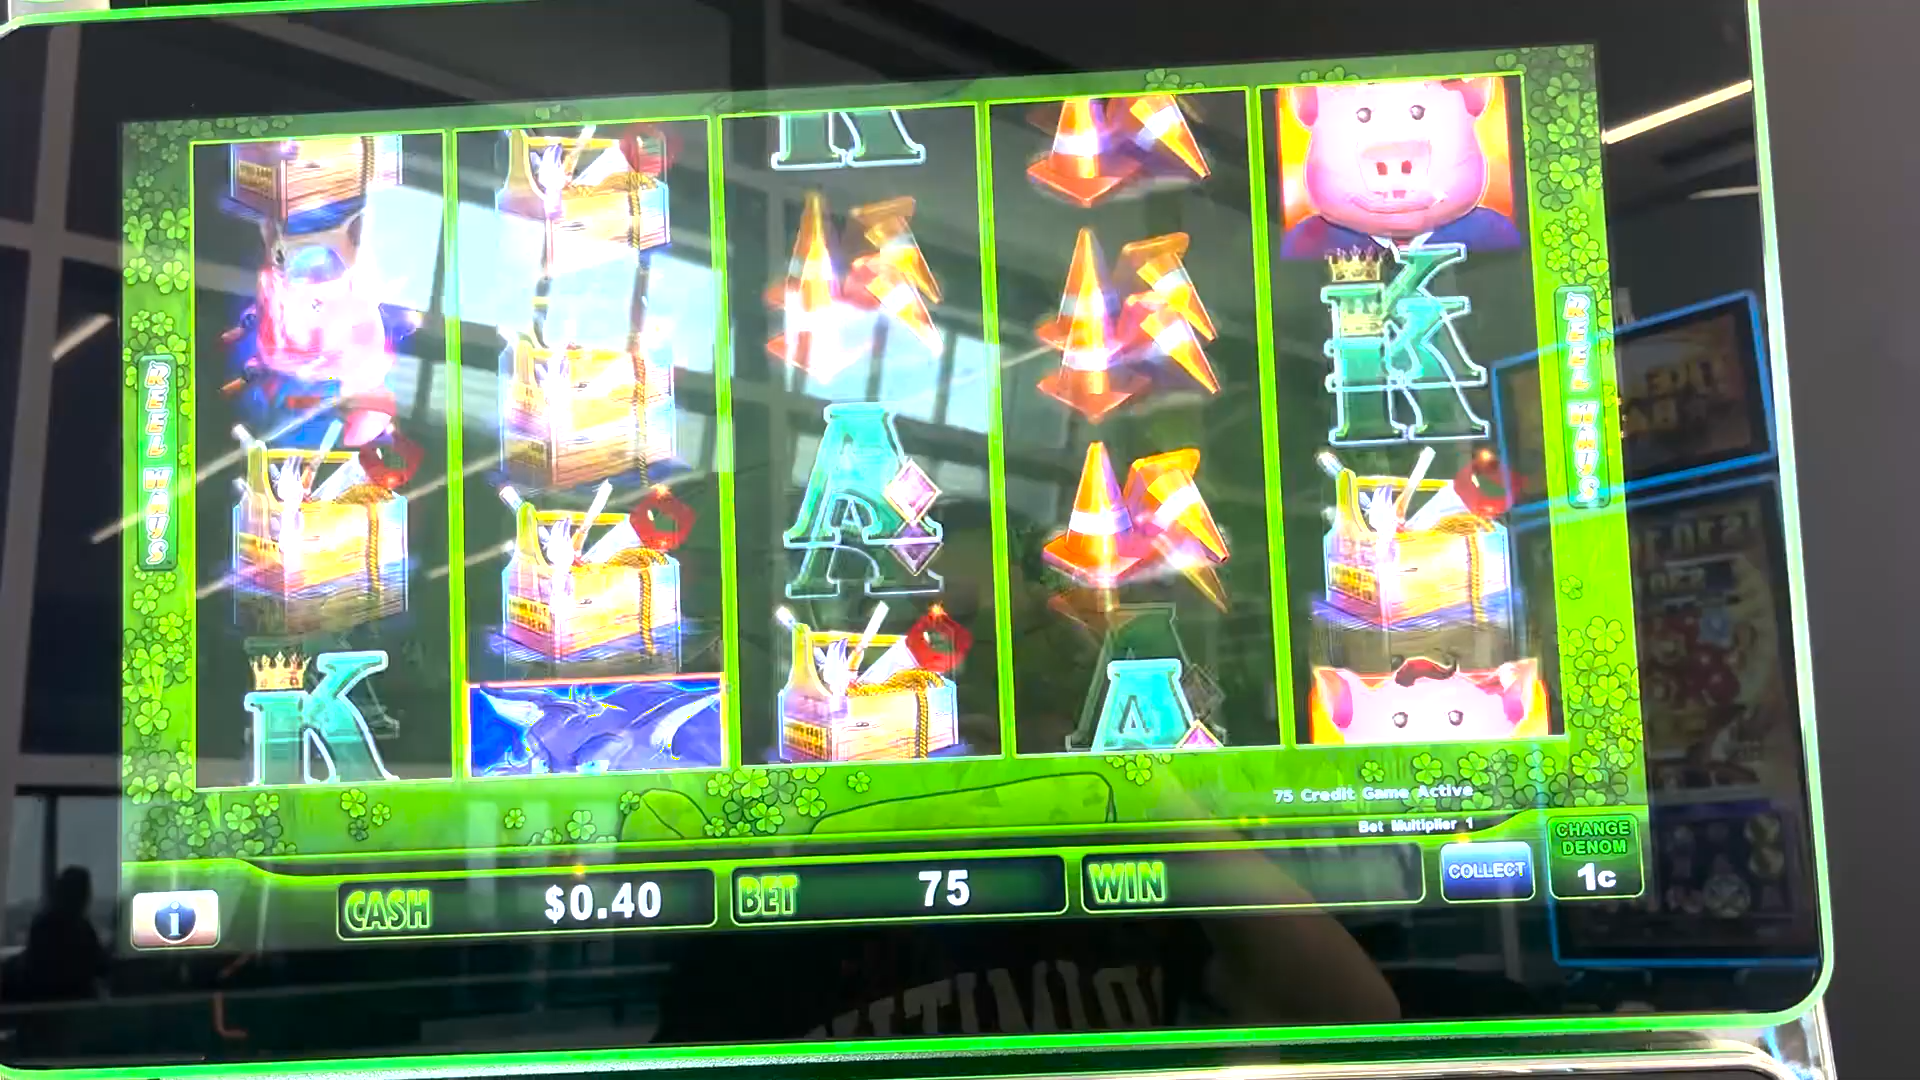 REEL WAYS
REEL WAYS
K
K
K
A
A
75 Credit Game Active
Bet Multiplier 1
CASH $0.40
BET 75
WIN
COLLECT
CHANGE
DENOM
1c
i